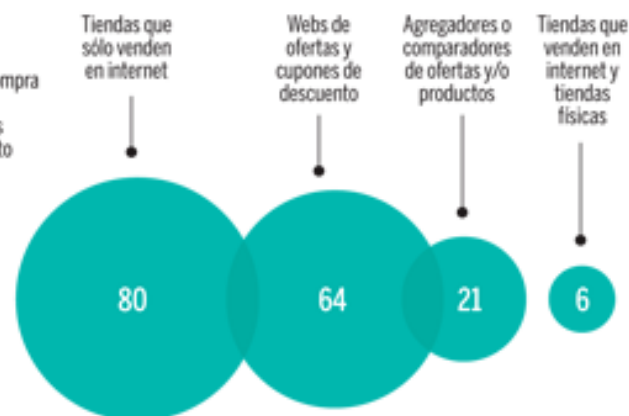 Tiendas que
sólo venden
en internet
Webs de
ofertas y
cupones de
descuento
Agregadores o
comparadores
de ofertas y/o
productos
Tiendas que
venden en
internet y
tiendas
físicas
80
64
21
6